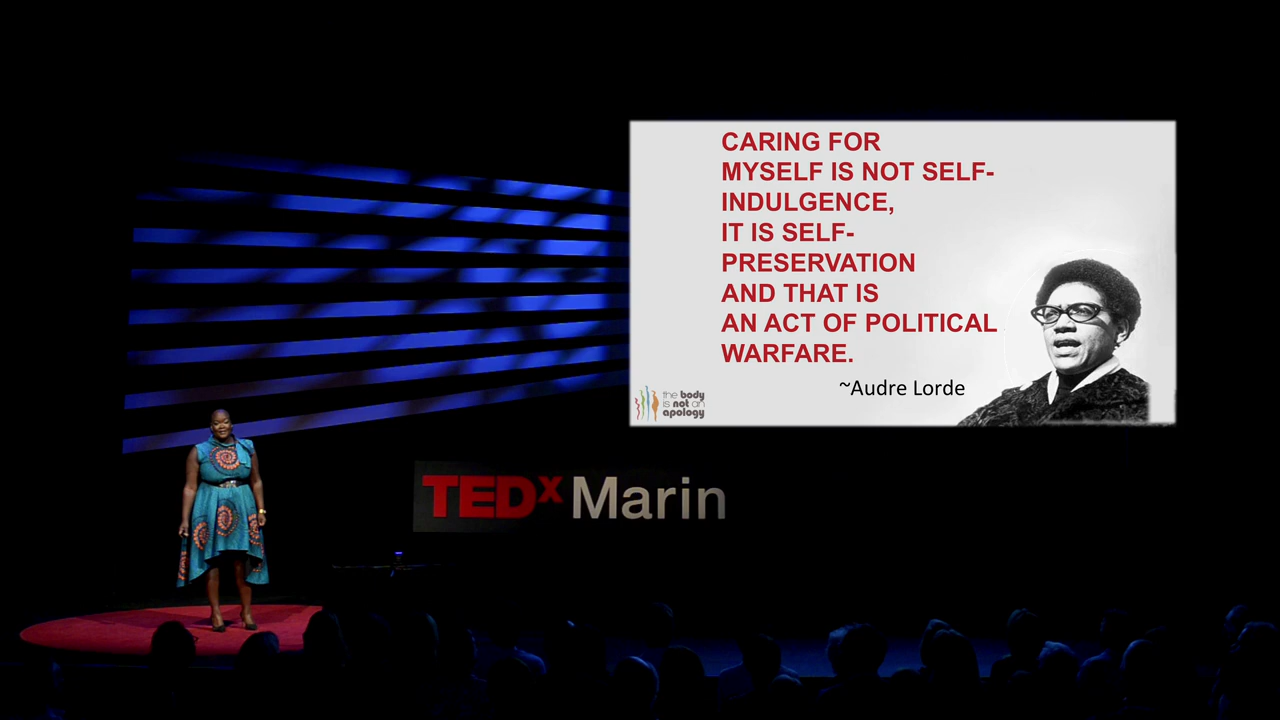 CARING FOR
MYSELF IS NOT SELF-
INDULGENCE,
IT IS SELF-
PRESERVATION
AND THAT IS
AN ACT OF POLITICAL
WARFARE.
~Audre Lorde
the body
is not an
apology
TEDx Marin